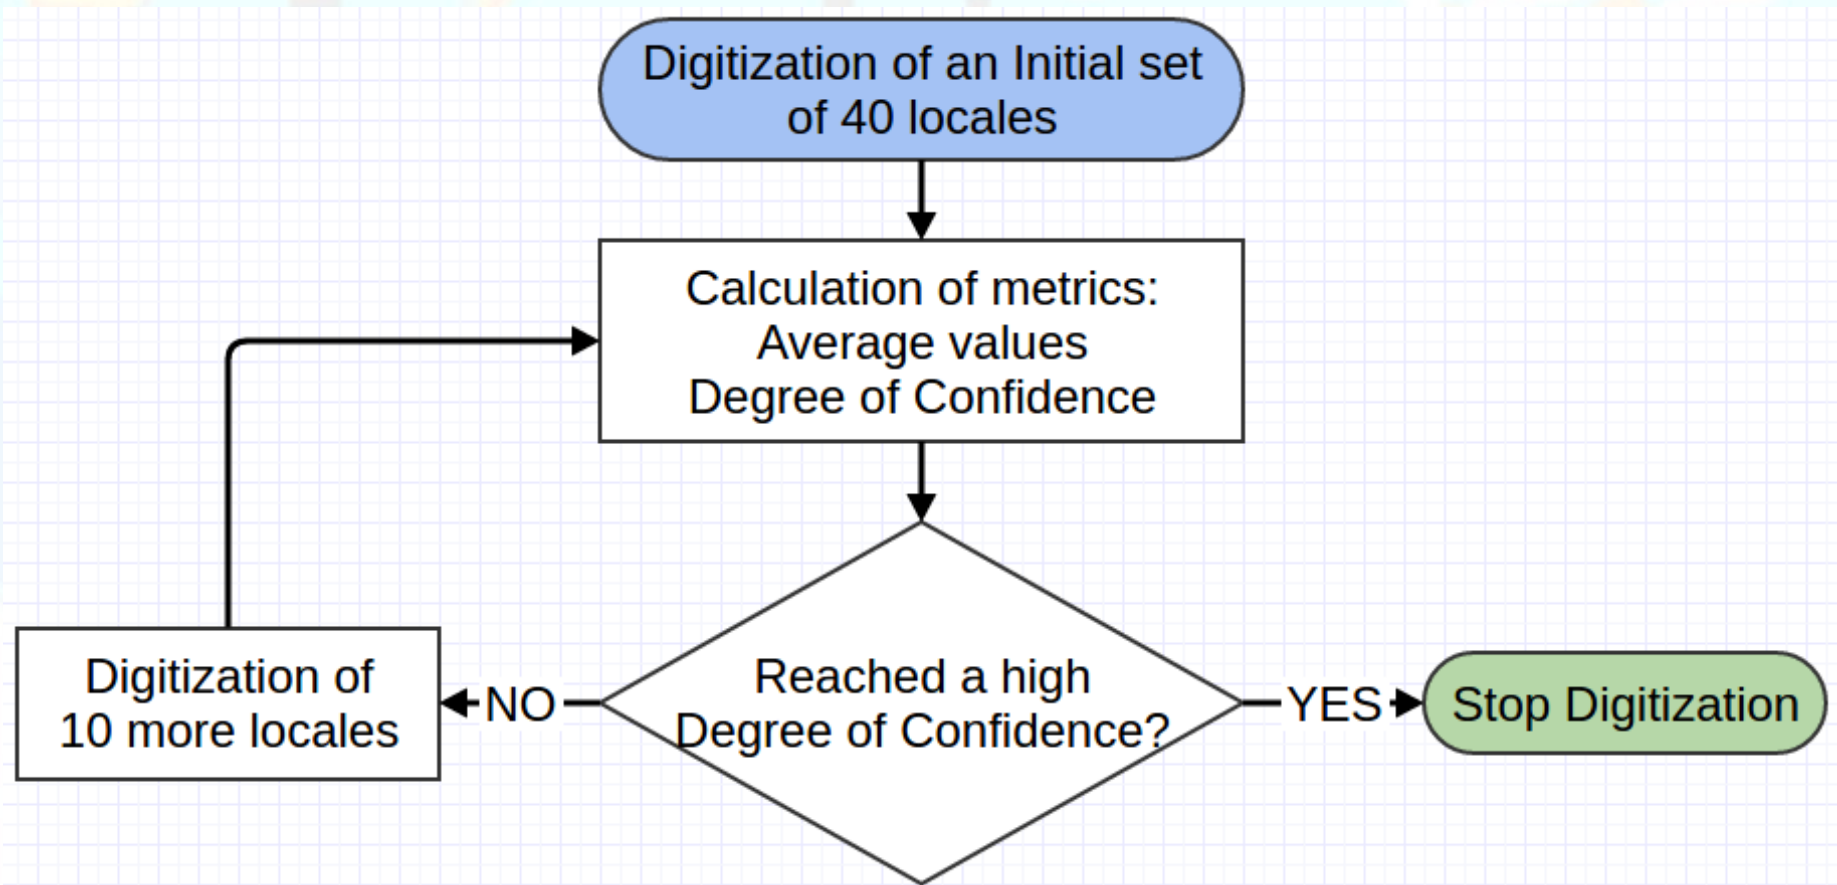 Digitization of an Initial set
of 40 locales
Calculation of metrics:
Average values
Degree of Confidence
Reached a high
Degree of Confidence?
NO
Digitization of
10 more locales
YES
Stop Digitization